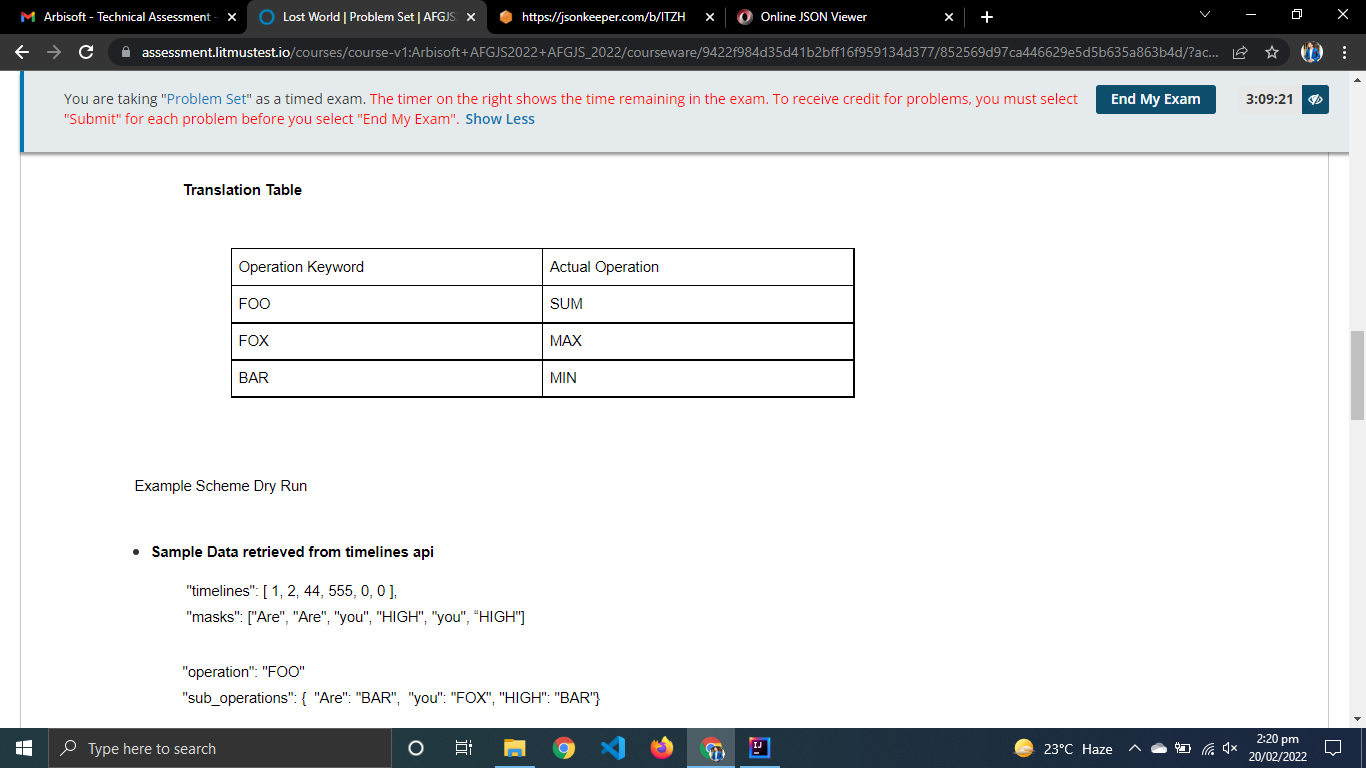 Arbisoft - Technical Assessment -
Lost World | Problem Set | AFGJS
https://jsonkeeper.com/b/ITZH
Online JSON Viewer
assessment.litmustest.io/courses/course-v1:Arbisoft+AFGJS2022+AFGJS_2022/courseware/9422f984d35d41b2bff16f959134d377/852569d97ca446629e5d5b635a863b4d/?ac...
You are taking "Problem Set" as a timed exam. The timer on the right shows the time remaining in the exam. To receive credit for problems, you must select
"Submit" for each problem before you select "End My Exam". Show Less
End My Exam
3:09:21
Translation Table
Operation Keyword Actual Operation
FOO SUM
FOX MAX
BAR MIN
Example Scheme Dry Run
• Sample Data retrieved from timelines api
"timelines": [ 1, 2, 44, 555, 0, 0 ],
"masks": ["Are", "Are", "you", "HIGH", "you", “HIGH"]
"operation": "FOO"
"sub_operations": { "Are": "BAR", "you": "FOX", "HIGH": "BAR"}
Type here to search
23°C Haze
2:20 pm
20/02/2022